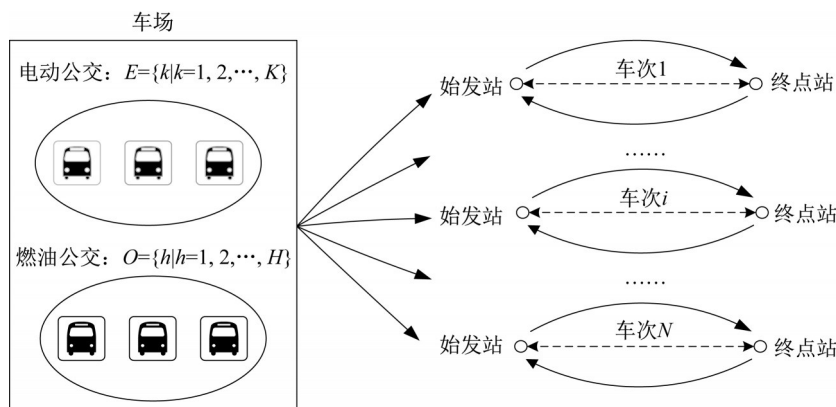 车场
电动公交：E={k|k=1, 2,⋯, K}
燃油公交：O={h|h=1, 2,⋯, H}
始发站
车次1
终点站
……
始发站
车次i
终点站
……
始发站
车次N
终点站